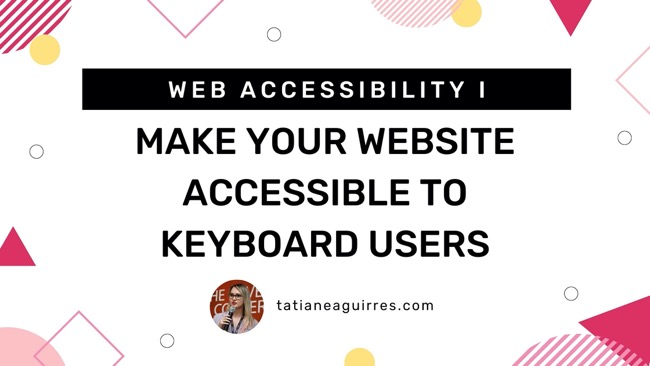 WEB ACCESSIBILITY I
MAKE YOUR WEBSITE
ACCESSIBLE TO
KEYBOARD USERS
tatianeaguirres.com